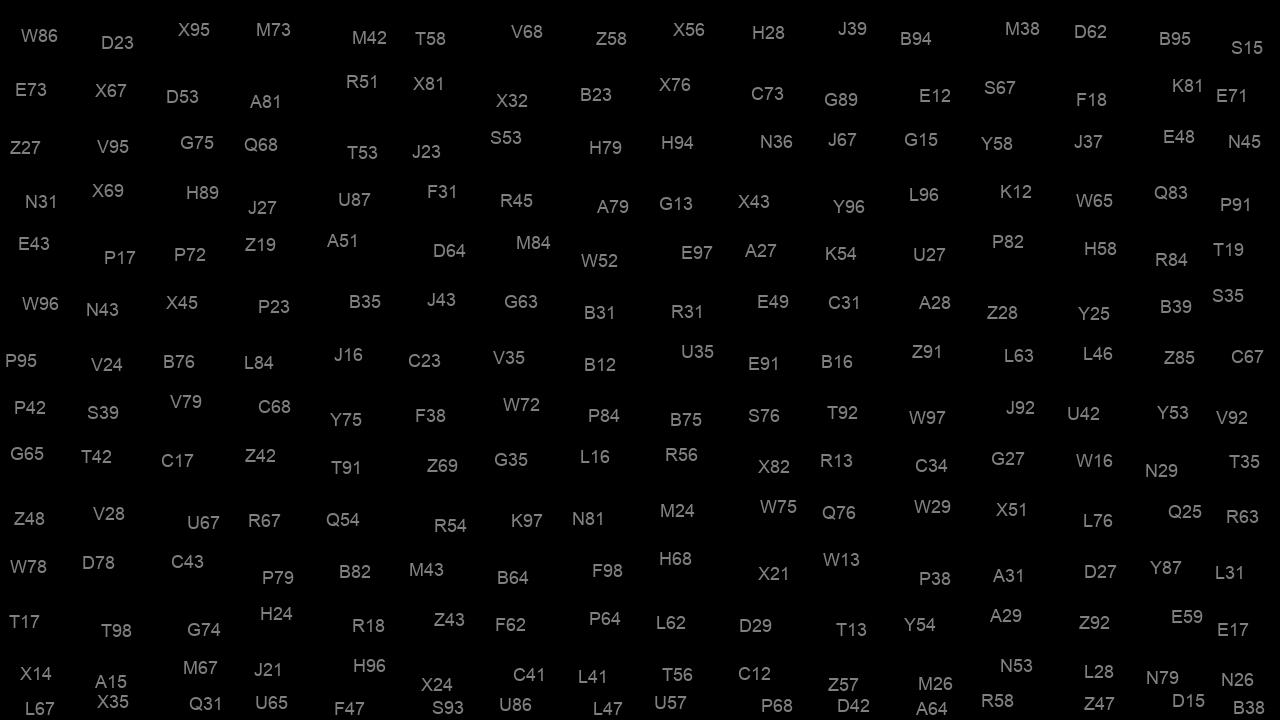 W86 D23 X95 M73 M42 T58 V68 Z58 X56 H28 J39 B94 M38 D62 B95 S15
E73 X67 D53 A81 R51 X81 X32 B23 X76 C73 G89 E12 S67 F18 K81 E71
Z27 V95 G75 Q68 T53 J23 S53 H79 H94 N36 J67 G15 Y58 J37 E48 N45
N31 X69 H89 J27 U87 F31 R45 A79 G13 X43 Y96 L96 K12 W65 Q83 P91
E43 P17 P72 Z19 A51 D64 M84 W52 E97 A27 K54 U27 P82 H58 R84 T19
W96 N43 X45 P23 B35 J43 G63 B31 R31 E49 C31 A28 Z28 Y25 B39 S35
P95 V24 B76 L84 J16 C23 V35 B12 U35 E91 B16 Z91 L63 L46 Z85 C67
P42 S39 V79 C68 Y75 F38 W72 P84 B75 S76 T92 W97 J92 U42 Y53 V92
G65 T42 C17 Z42 T91 Z69 G35 L16 R56 X82 R13 C34 G27 W16 N29 T35
Z48 V28 U67 R67 Q54 R54 K97 N81 M24 W75 Q76 W29 X51 L76 Q25 R63
W78 D78 C43 P79 B82 M43 B64 F98 H68 X21 W13 P38 A31 D27 Y87 L31
T17 T98 G74 H24 R18 Z43 F62 P64 L62 D29 T13 Y54 A29 Z92 E59 E17
X14 A15 M67 J21 H96 X24 C41 L41 T56 C12 Z57 M26 N53 L28 N79 N26
L67 X35 Q31 U65 F47 S93 U86 L47 U57 P68 D42 A64 R58 Z47 D15 B38